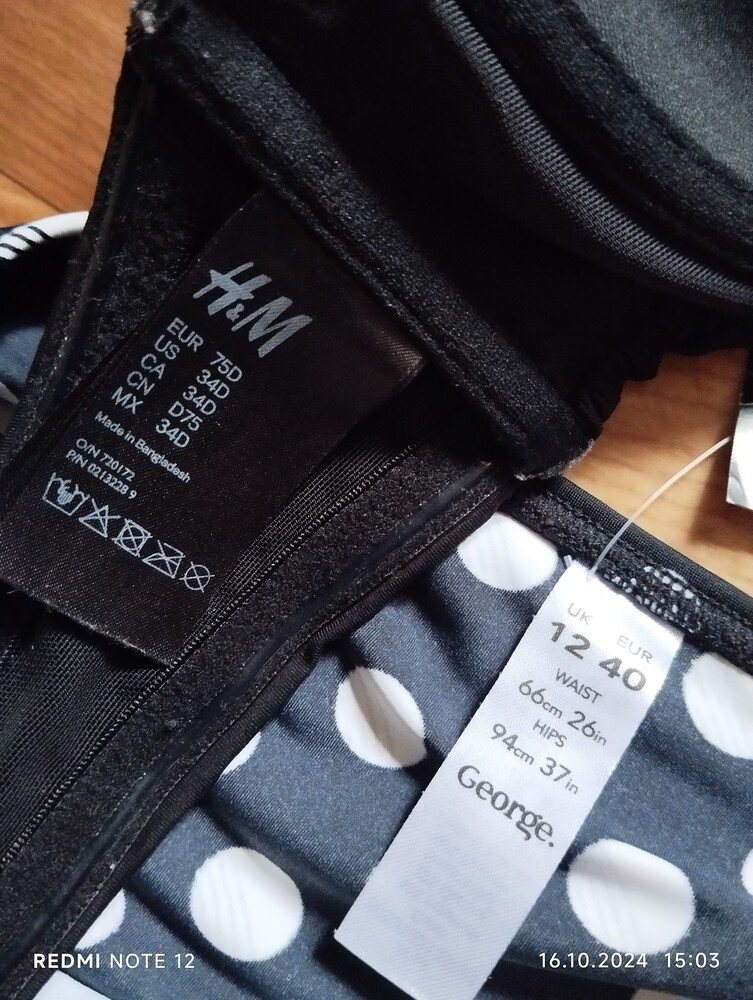 H&M
EUR 75D
US 34D
CA 34D
CN D75
MX 34D
Made in Bangladesh
O/N 720172
P/N 0213228 9
UK EUR
12 40
WAIST
66cm 26in
HIPS
94cm 37in
George.
REDMI NOTE 12
16.10.2024 15:03